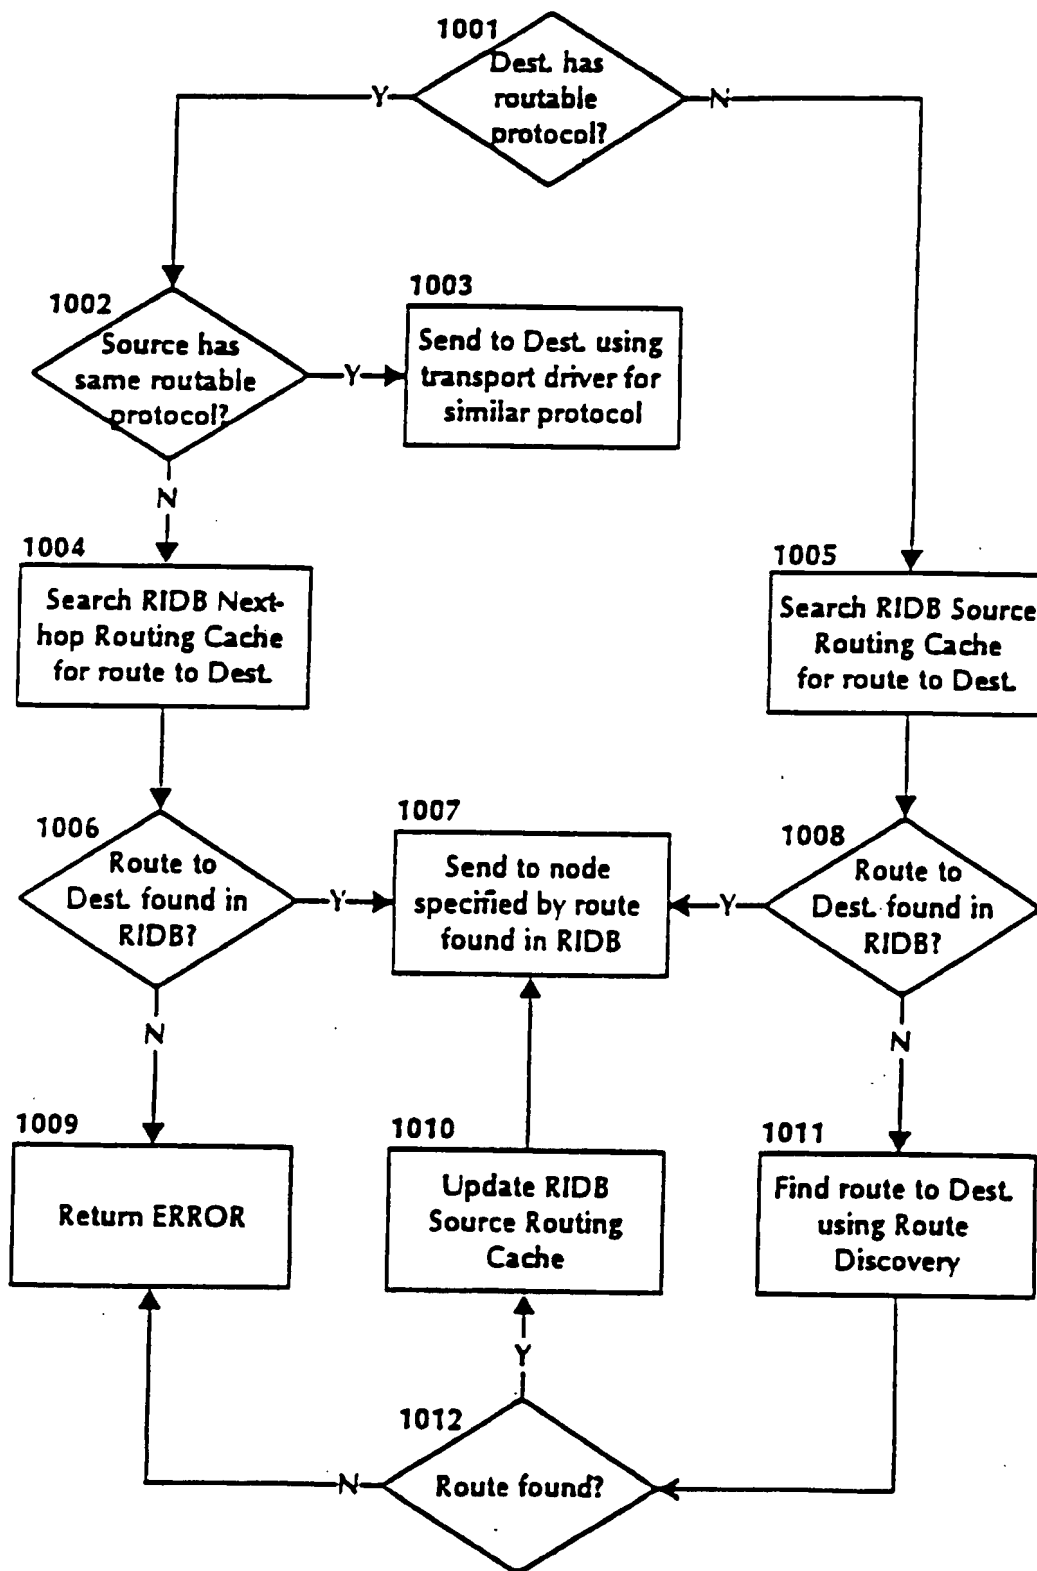 1001
Dest. has
routable
protocol?
Y
N
1002
Source has
same routable
protocol?
Y
N
1003
Send to Dest. using
transport driver for
similar protocol
1004
Search RIDB Next-
hop Routing Cache
for route to Dest.
1005
Search RIDB Source
Routing Cache
for route to Dest.
1006
Route to
Dest. found in
RIDB?
Y
N
1007
Send to node
specified by route
found in RIDB
1008
Route to
Dest. found in
RIDB?
Y
N
1009
Return ERROR
1010
Update RIDB
Source Routing
Cache
1011
Find route to Dest.
using Route
Discovery
1012
Route found?
Y
N